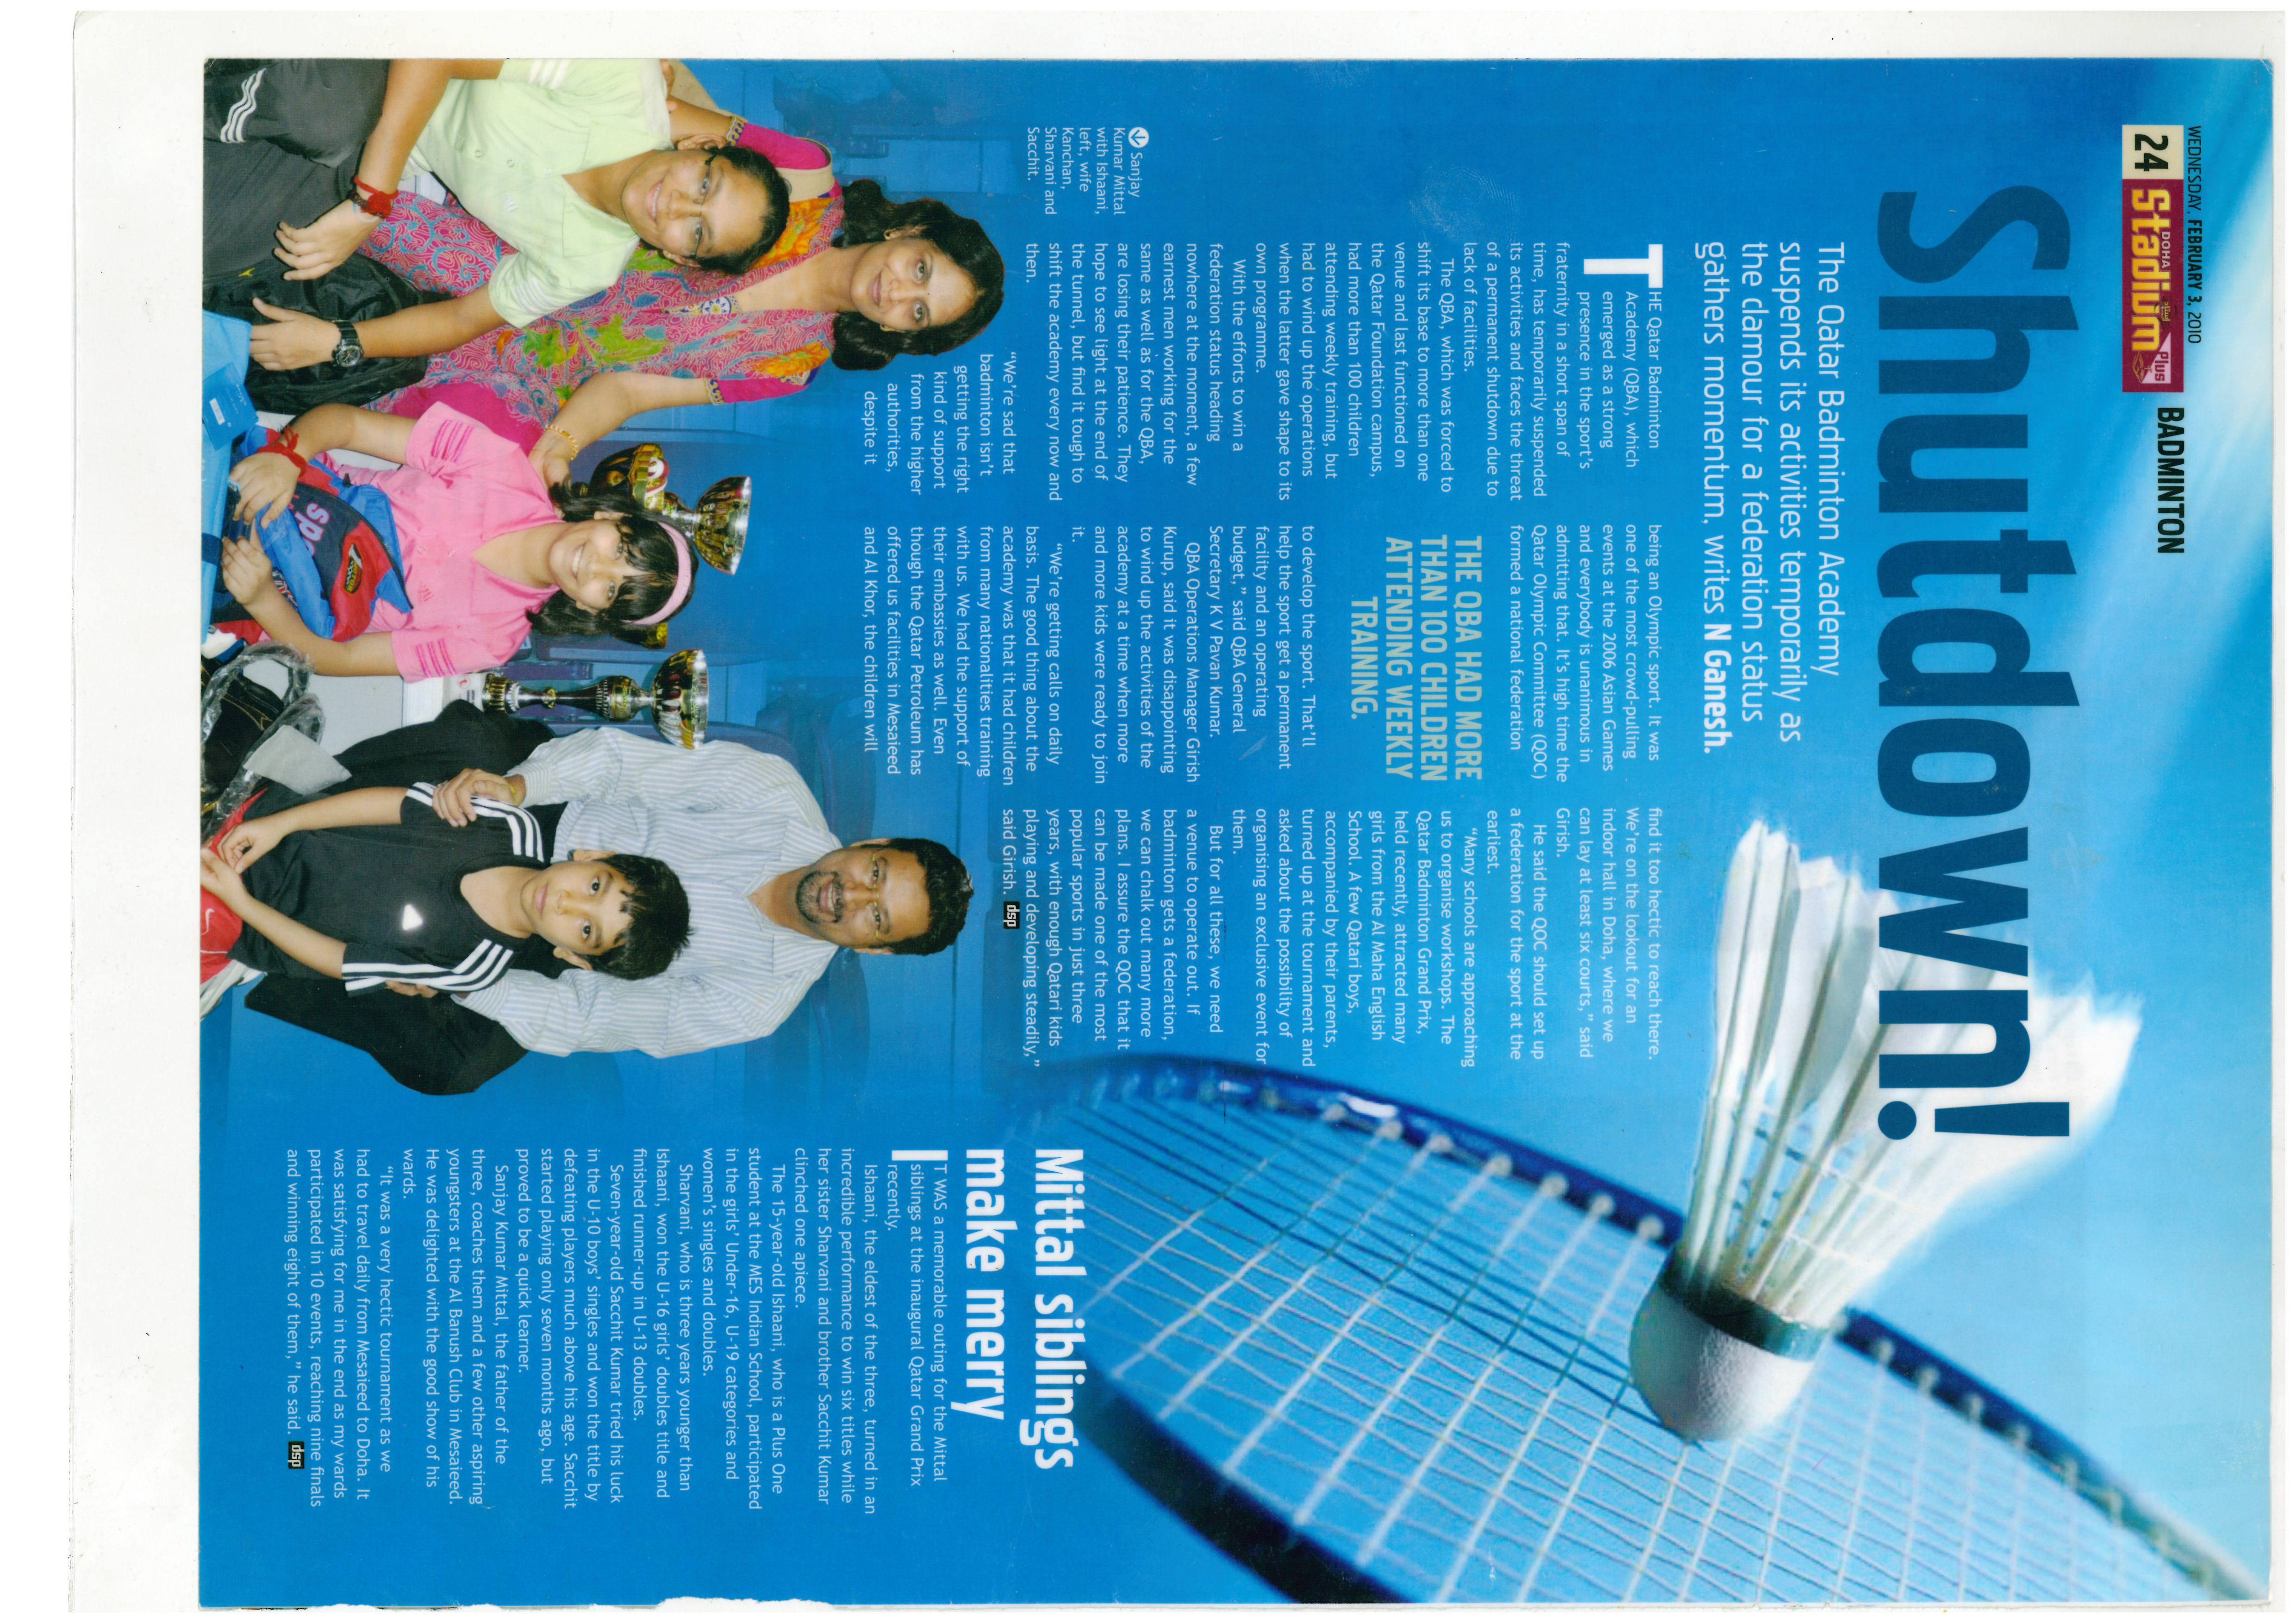 WEDNESDAY, FEBRUARY 3, 2010
24 DOHA Stadium Plus
BADMINTON
Shutdown!
The Qatar Badminton Academy
suspends its activities temporarily as
the clamour for a federation status
gathers momentum, writes N Ganesh.
THE Qatar Badminton
Academy (QBA), which
emerged as a strong
presence in the sport's
fraternity in a short span of
time, has temporarily suspended
its activities and faces the threat
of a permanent shutdown due to
lack of facilities.
The QBA, which was forced to
shift its base to more than one
venue and last functioned on
the Qatar Foundation campus,
had more than 100 children
attending weekly training, but
had to wind up the operations
when the latter gave shape to its
own programme.
With the efforts to win a
federation status heading
nowhere at the moment, a few
earnest men working for the
same as well as for the QBA,
are losing their patience. They
hope to see light at the end of
the tunnel, but find it tough to
shift the academy every now and
then.
"We're sad that
badminton isn't
getting the right
kind of support
from the higher
authorities,
despite it
being an Olympic sport. It was
one of the most crowd-pulling
events at the 2006 Asian Games
and everybody is unanimous in
admitting that. It's high time the
Qatar Olympic Committee (QOC)
formed a national federation
THE QBA HAD MORE
THAN 100 CHILDREN
ATTENDING WEEKLY
TRAINING.
to develop the sport. That'll
help the sport get a permanent
facility and an operating
budget," said QBA General
Secretary K V Pavan Kumar.
QBA Operations Manager Girish
Kurup, said it was disappointing
to wind up the activities of the
academy at a time when more
and more kids were ready to join
it.
"We're getting calls on daily
basis. The good thing about the
academy was that it had children
from many nationalities training
with us. We had the support of
their embassies as well. Even
though the Qatar Petroleum has
offered us facilities in Mesaieed
and Al Khor, the children will
find it too hectic to reach there.
We're on the lookout for an
indoor hall in Doha, where we
can lay at least six courts," said
Girish.
He said the QOC should set up
a federation for the sport at the
earliest.
"Many schools are approaching
us to organise workshops. The
Qatar Badminton Grand Prix,
held recently, attracted many
girls from the Al Maha English
School. A few Qatari boys,
accompanied by their parents,
turned up at the tournament and
asked about the possibility of
organising an exclusive event for
them.
But for all these, we need
a venue to operate out. If
badminton gets a federation,
we can chalk out many more
plans. I assure the QOC that it
can be made one of the most
popular sports in just three
years, with enough Qatari kids
playing and developing steadily,"
said Girish. dsp
Sanjay
Kumar Mittal
with Ishaani,
left, wife
Kanchan,
Sharvani and
Sacchit.
Mittal siblings
make merry
IT WAS a memorable outing for the Mittal
siblings at the inaugural Qatar Grand Prix
recently.
Ishaani, the eldest of the three, turned in an
incredible performance to win six titles while
her sister Sharvani and brother Sacchit Kumar
clinched one apiece.
The 15-year-old Ishaani, who is a Plus One
student at the MES Indian School, participated
in the girls' Under-16, U-19 categories and
women's singles and doubles.
Sharvani, who is three years younger than
Ishaani, won the U-16 girls' doubles title and
finished runner-up in U-13 doubles.
Seven-year-old Sacchit Kumar tried his luck
in the U-10 boys' singles and won the title by
defeating players much above his age. Sacchit
started playing only seven months ago, but
proved to be a quick learner.
Sanjay Kumar Mittal, the father of the
three, coaches them and a few other aspiring
youngsters at the Al Banush Club in Mesaieed.
He was delighted with the good show of his
wards.
"It was a very hectic tournament as we
had to travel daily from Mesaieed to Doha. It
was satisfying for me in the end as my wards
participated in 10 events, reaching nine finals
and winning eight of them," he said. dsp